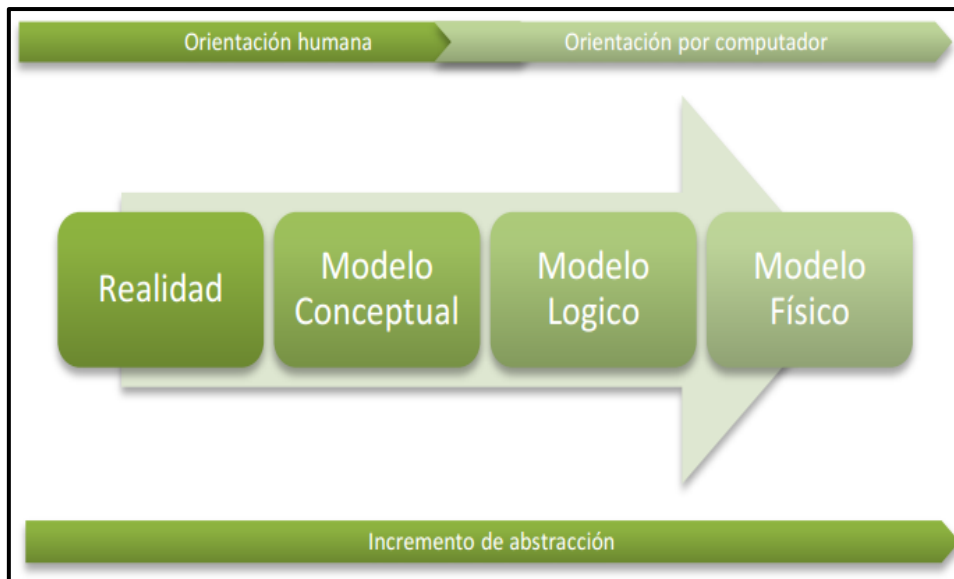 Orientación humana
Orientación por computador
Realidad
Modelo
Conceptual
Modelo
Logico
Modelo
Físico
Incremento de abstracción